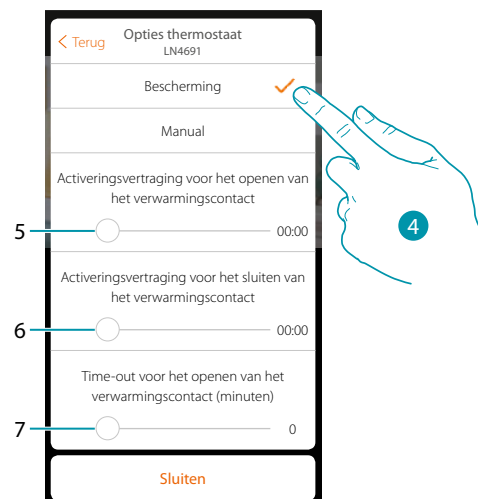 Terug
Opties thermostaat
LN4691
Bescherming
Manual
4
Activeringsvertraging voor het openen van
het verwarmingscontact
5
00:00
Activeringsvertraging voor het sluiten van
het verwarmingscontact
6
00:00
Time-out voor het openen van het
verwarmingscontact (minuten)
7
0
Sluiten